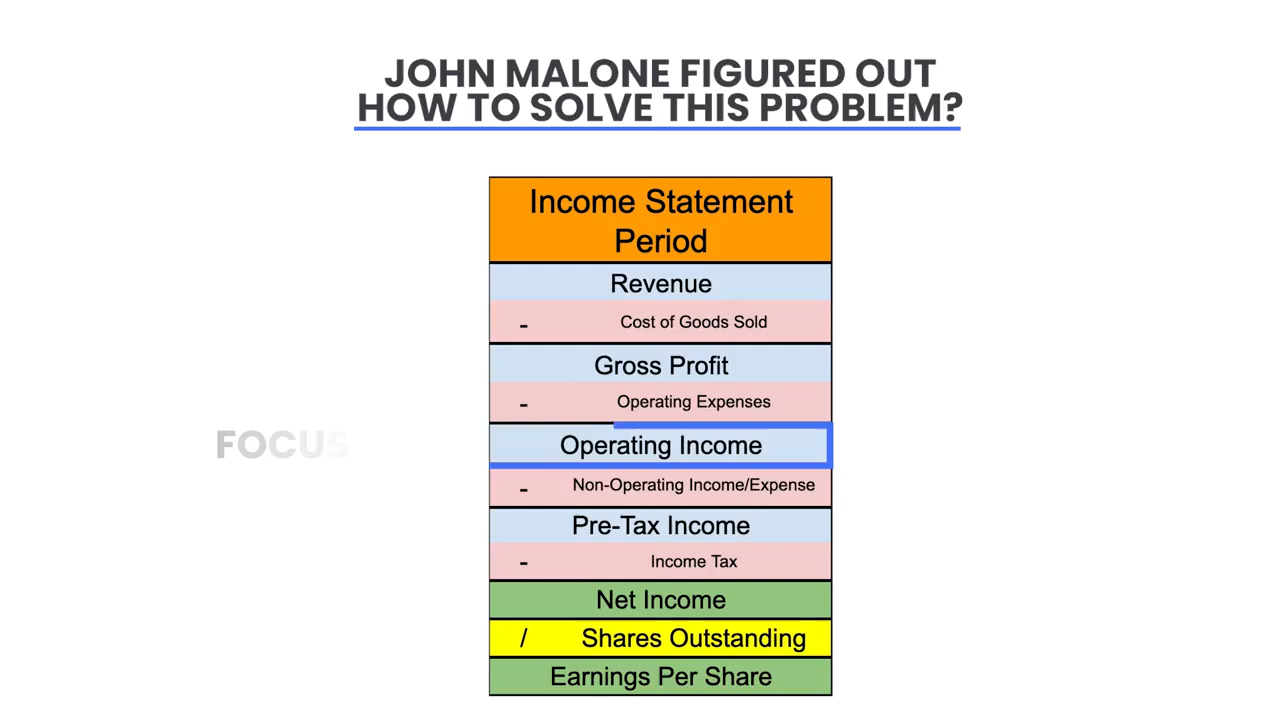 JOHN MALONE FIGURED OUT
HOW TO SOLVE THIS PROBLEM?
Income Statement
Period
Revenue
- Cost of Goods Sold
Gross Profit
- Operating Expenses
FOCUS
Operating Income
- Non-Operating Income/Expense
Pre-Tax Income
- Income Tax
Net Income
/ Shares Outstanding
Earnings Per Share